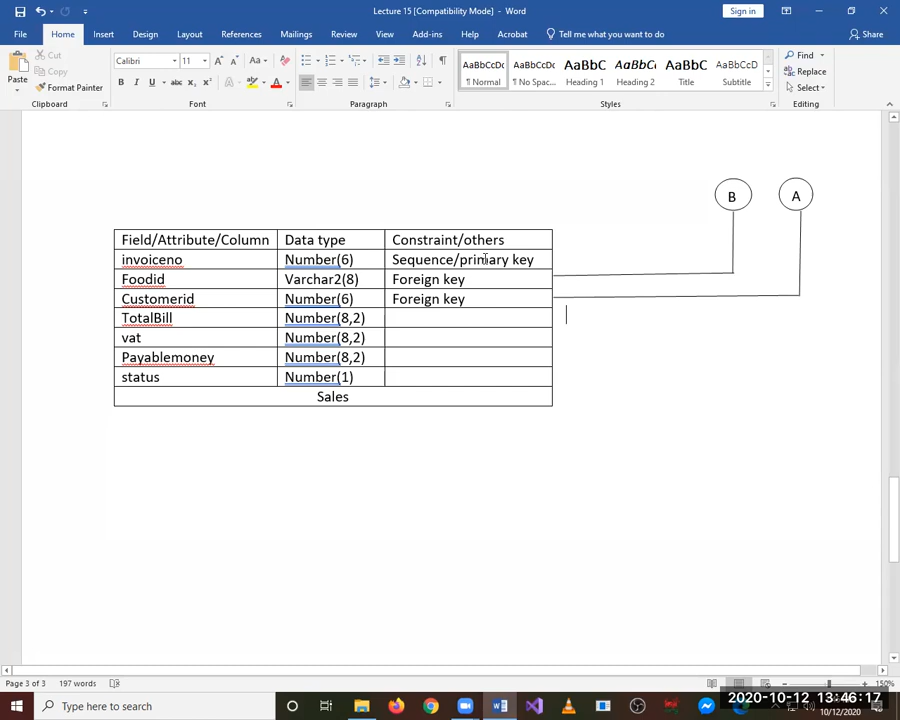 Lecture 15 [Compatibility Mode] - Word
Sign in
File Home Insert Design Layout References Mailings Review View Add-ins Help Acrobat Tell me what you want to do Share
Paste
Cut
Copy
Format Painter
Clipboard
Calibri 11
Font
Paragraph
AaBbCcDc AaBbCcDc AaBbC AaBbCc AaBbC AaBbCcD
¶ Normal ¶ No Spac... Heading 1 Heading 2 Title Subtitle
Styles
Find
Replace
Select
Editing
B A
Field/Attribute/Column Data type Constraint/others
invoiceno Number(6) Sequence/primary key
Foodid Varchar2(8) Foreign key
Customerid Number(6) Foreign key
TotalBill Number(8,2)
vat Number(8,2)
Payablemoney Number(8,2)
status Number(1)
Sales
Page 3 of 3 197 words 150%
Type here to search
2020-10-12 13:46:17
10/12/2020